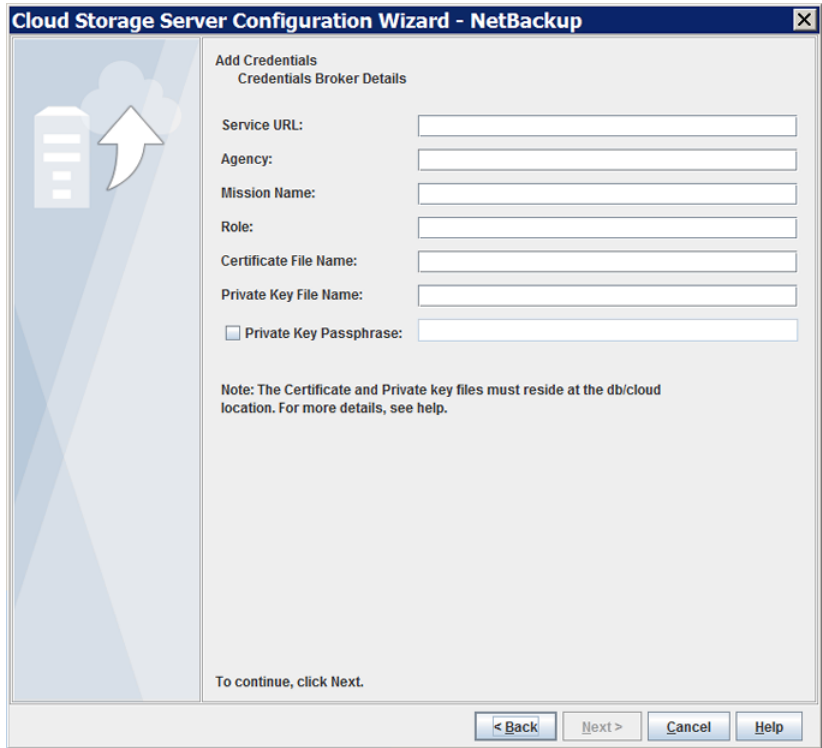 Cloud Storage Server Configuration Wizard - NetBackup
Add Credentials
Credentials Broker Details
Service URL:
Agency:
Mission Name:
Role:
Certificate File Name:
Private Key File Name:
Private Key Passphrase:
Note: The Certificate and Private key files must reside at the db/cloud
location. For more details, see help.
To continue, click Next.
< Back Next > Cancel Help